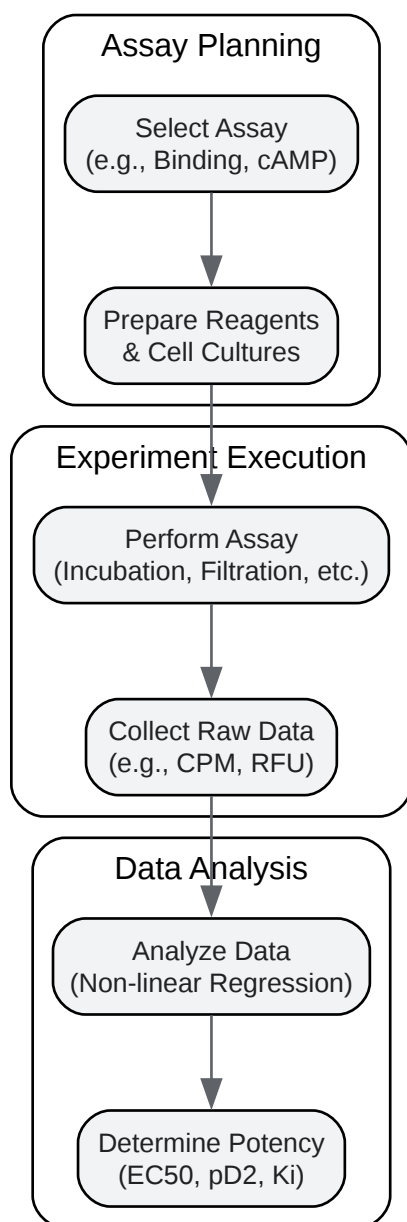 Assay Planning
Select Assay
(e.g., Binding, cAMP)
Prepare Reagents
& Cell Cultures
Experiment Execution
Perform Assay
(Incubation, Filtration, etc.)
Collect Raw Data
(e.g., CPM, RFU)
Data Analysis
Analyze Data
(Non-linear Regression)
Determine Potency
(EC50, pD2, Ki)